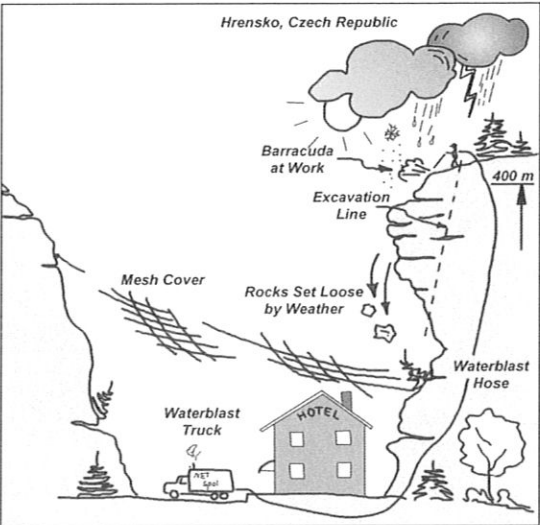 Hrensko, Czech Republic
Barracuda
at Work
400 m
Excavation
Line
Mesh Cover
Rocks Set Loose
by Weather
Waterblast
Hose
Waterblast
Truck
HOTEL
NET